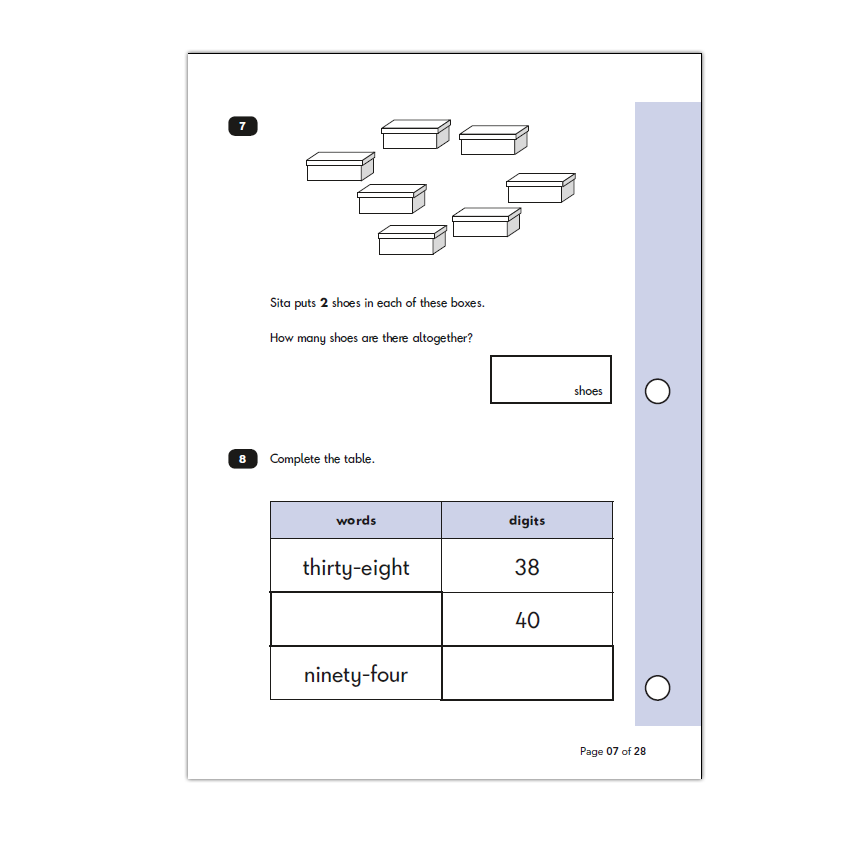 7
Sita puts 2 shoes in each of these boxes.
How many shoes are there altogether?
shoes
8 Complete the table.
words digits
thirty-eight 38
40
ninety-four
Page 07 of 28